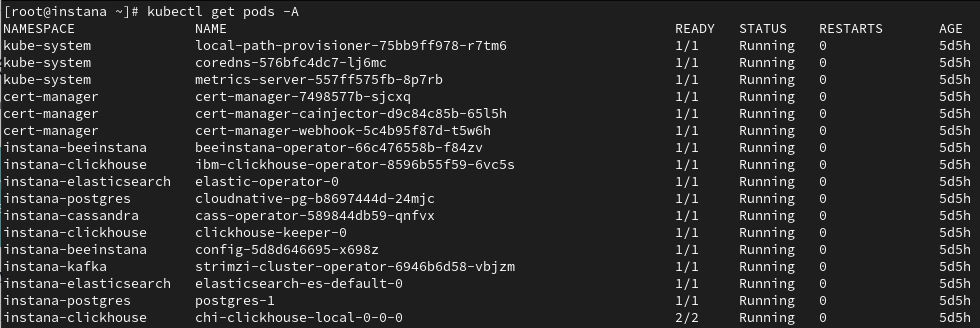 [root@instana ~]# kubectl get pods -A
NAMESPACE NAME READY STATUS RESTARTS AGE
kube-system local-path-provisioner-75bb9ff978-r7tm6 1/1 Running 0 5d5h
kube-system coredns-576bfc4dc7-lj6mc 1/1 Running 0 5d5h
kube-system metrics-server-557ff575fb-8p7rb 1/1 Running 0 5d5h
cert-manager cert-manager-7498577b-sjcxq 1/1 Running 0 5d5h
cert-manager cert-manager-cainjector-d9c84c85b-65l5h 1/1 Running 0 5d5h
cert-manager cert-manager-webhook-5c4b95f87d-t5w6h 1/1 Running 0 5d5h
instana-beeinstana beeinstana-operator-66c476558b-f84zv 1/1 Running 0 5d5h
instana-clickhouse ibm-clickhouse-operator-8596b55f59-6vc5s 1/1 Running 0 5d5h
instana-elasticsearch elastic-operator-0 1/1 Running 0 5d5h
instana-postgres cloudnative-pg-b8697444d-24mjc 1/1 Running 0 5d5h
instana-cassandra cass-operator-589844db59-qnfvx 1/1 Running 0 5d5h
instana-clickhouse clickhouse-keeper-0 1/1 Running 0 5d5h
instana-beeinstana config-5d8d646695-x698z 1/1 Running 0 5d5h
instana-kafka strimzi-cluster-operator-6946b6d58-vbjzm 1/1 Running 0 5d5h
instana-elasticsearch elasticsearch-es-default-0 1/1 Running 0 5d5h
instana-postgres postgres-1 1/1 Running 0 5d5h
instana-clickhouse chi-clickhouse-local-0-0-0 2/2 Running 0 5d5h